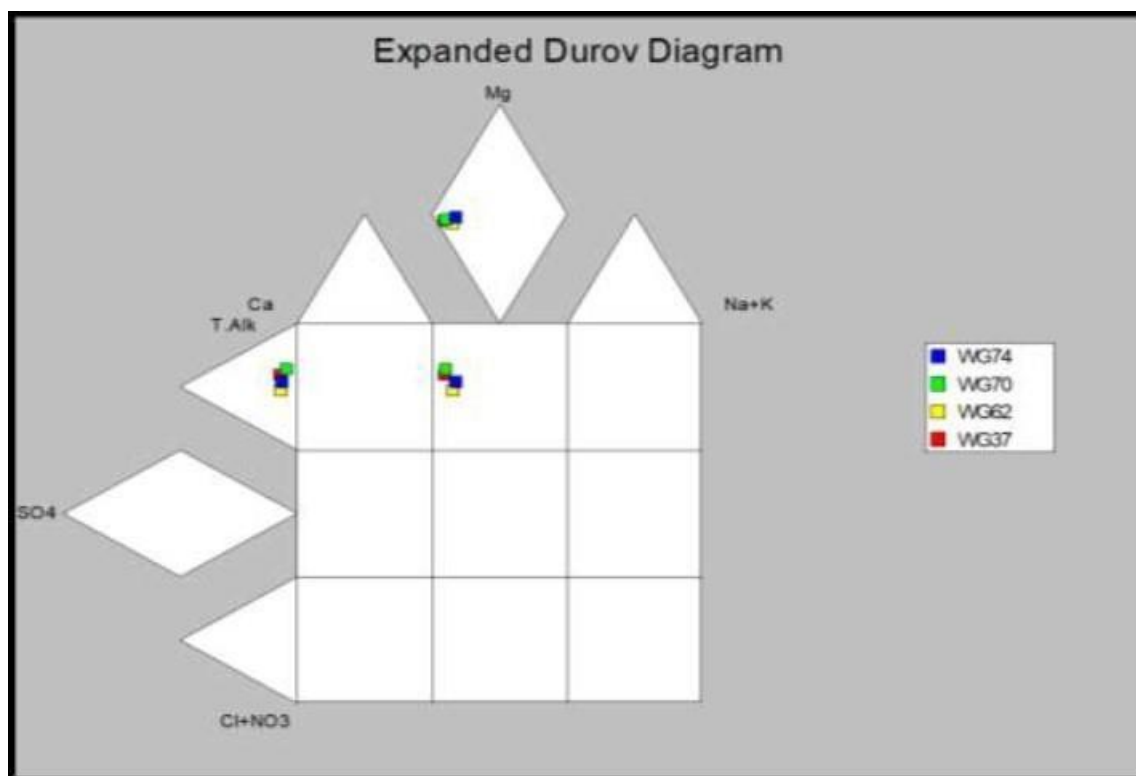 Expanded Durov Diagram
Mg
Ca
Na+K
T.Alk
WG74
WG70
WG62
WG37
SO4
Cl+NO3